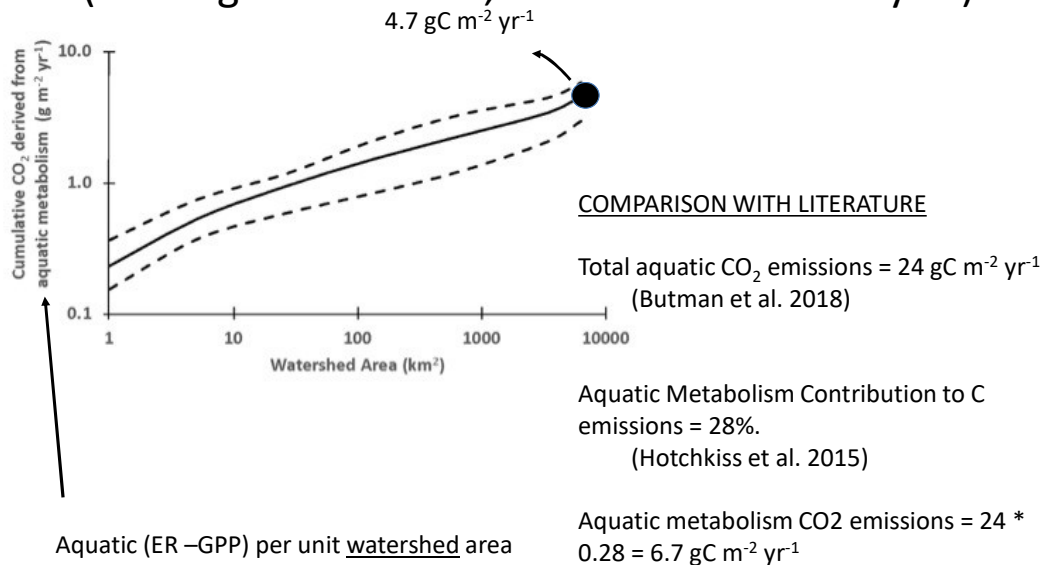 4.7 gC m⁻² yr⁻¹
Cumulative CO₂ derived from
aquatic metabolism (g m⁻² yr⁻¹)
10.0
1.0
0.1
1
10
100
1000
10000
Watershed Area (km²)
COMPARISON WITH LITERATURE
Total aquatic CO₂ emissions = 24 gC m⁻² yr⁻¹
(Butman et al. 2018)
Aquatic Metabolism Contribution to C
emissions = 28%.
(Hotchkiss et al. 2015)
Aquatic metabolism CO2 emissions = 24 *
0.28 = 6.7 gC m⁻² yr⁻¹
Aquatic (ER –GPP) per unit watershed area